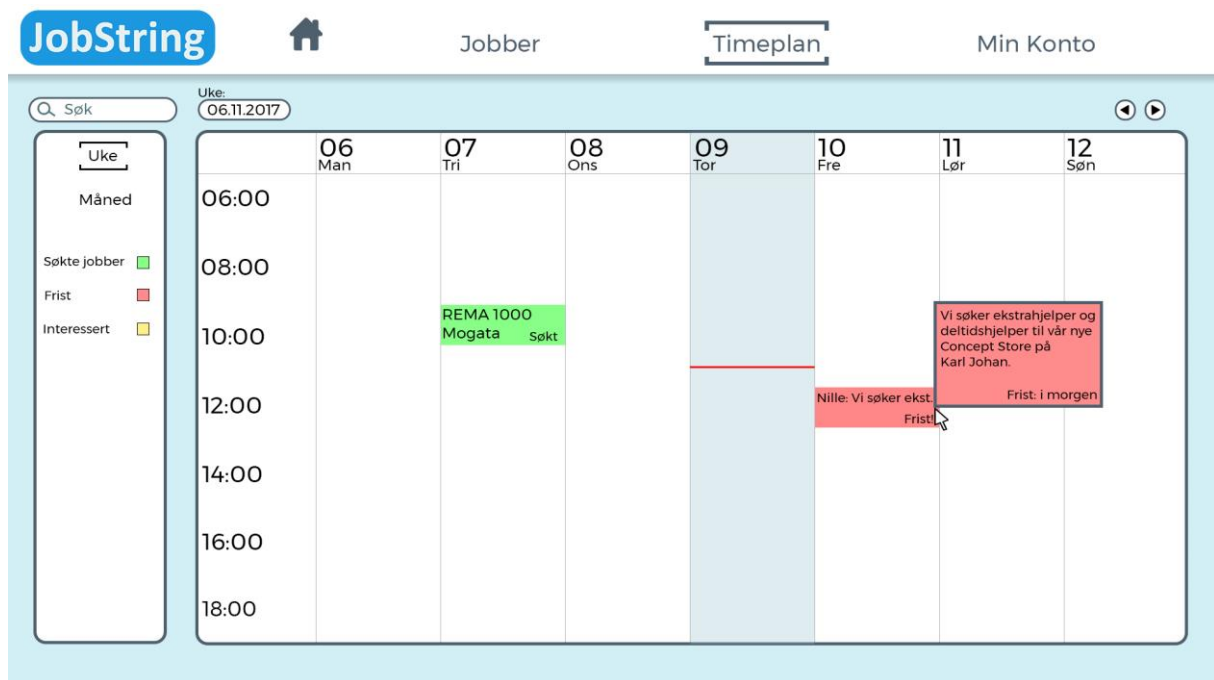 JobString
Jobber
Timeplan
Min Konto
Søk
Uke:
06.11.2017
Uke
Måned
Søkte jobber
Frist
Interessert
06
Man
07
Tri
08
Ons
09
Tor
10
Fre
11
Lør
12
Søn
06:00
08:00
10:00
12:00
14:00
16:00
18:00
REMA 1000
Mogata Søkt
Nille: Vi søker ekst.
Frist!
Vi søker ekstrahjelper og
deltidshjelper til vår nye
Concept Store på
Karl Johan.
Frist: i morgen